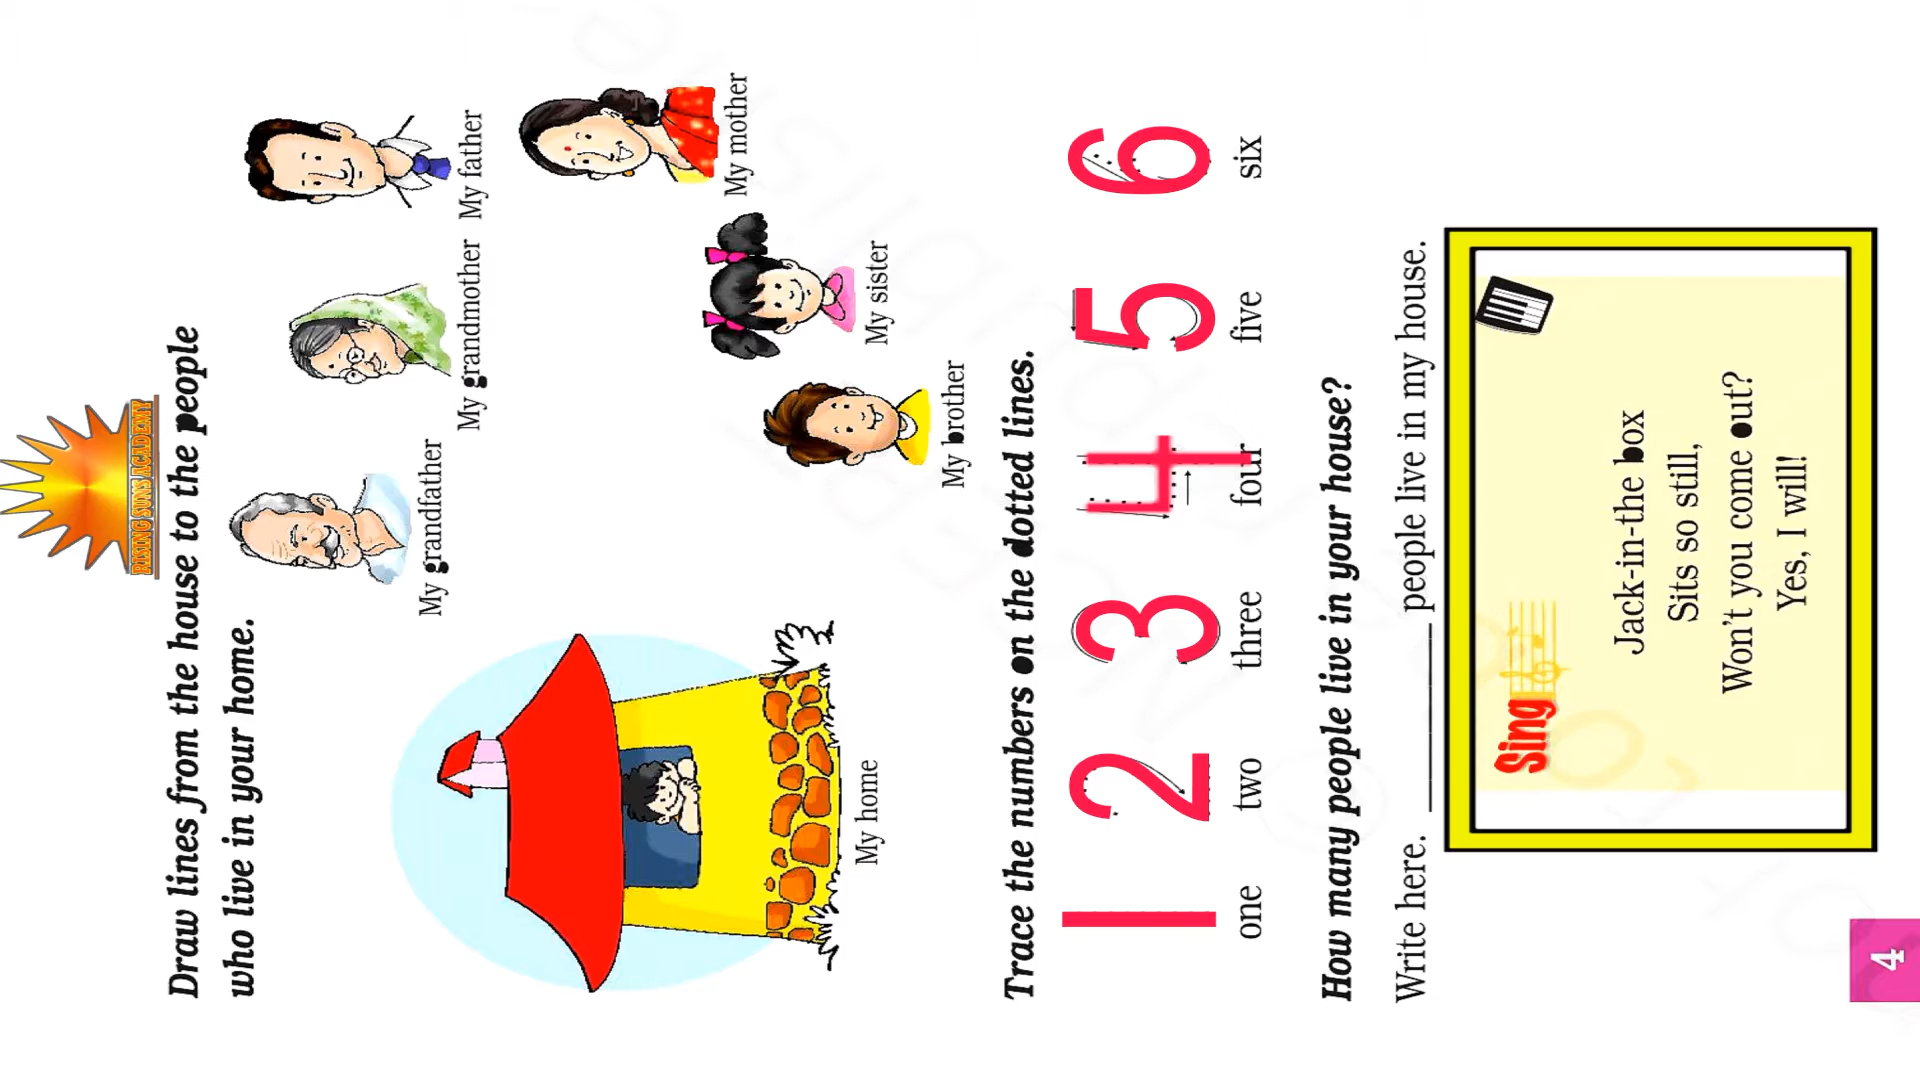 RISING SUNS ACADEMY
Draw lines from the house to the people
who live in your home.
My grandfather
My grandmother
My father
My mother
My sister
My brother
My home
Trace the numbers on the dotted lines.
1 2 3 4 5 6
one two three four five six
How many people live in your house?
Write here. __________ people live in my house.
Sing
Jack-in-the box
Sits so still,
Won't you come out?
Yes, I will!
4